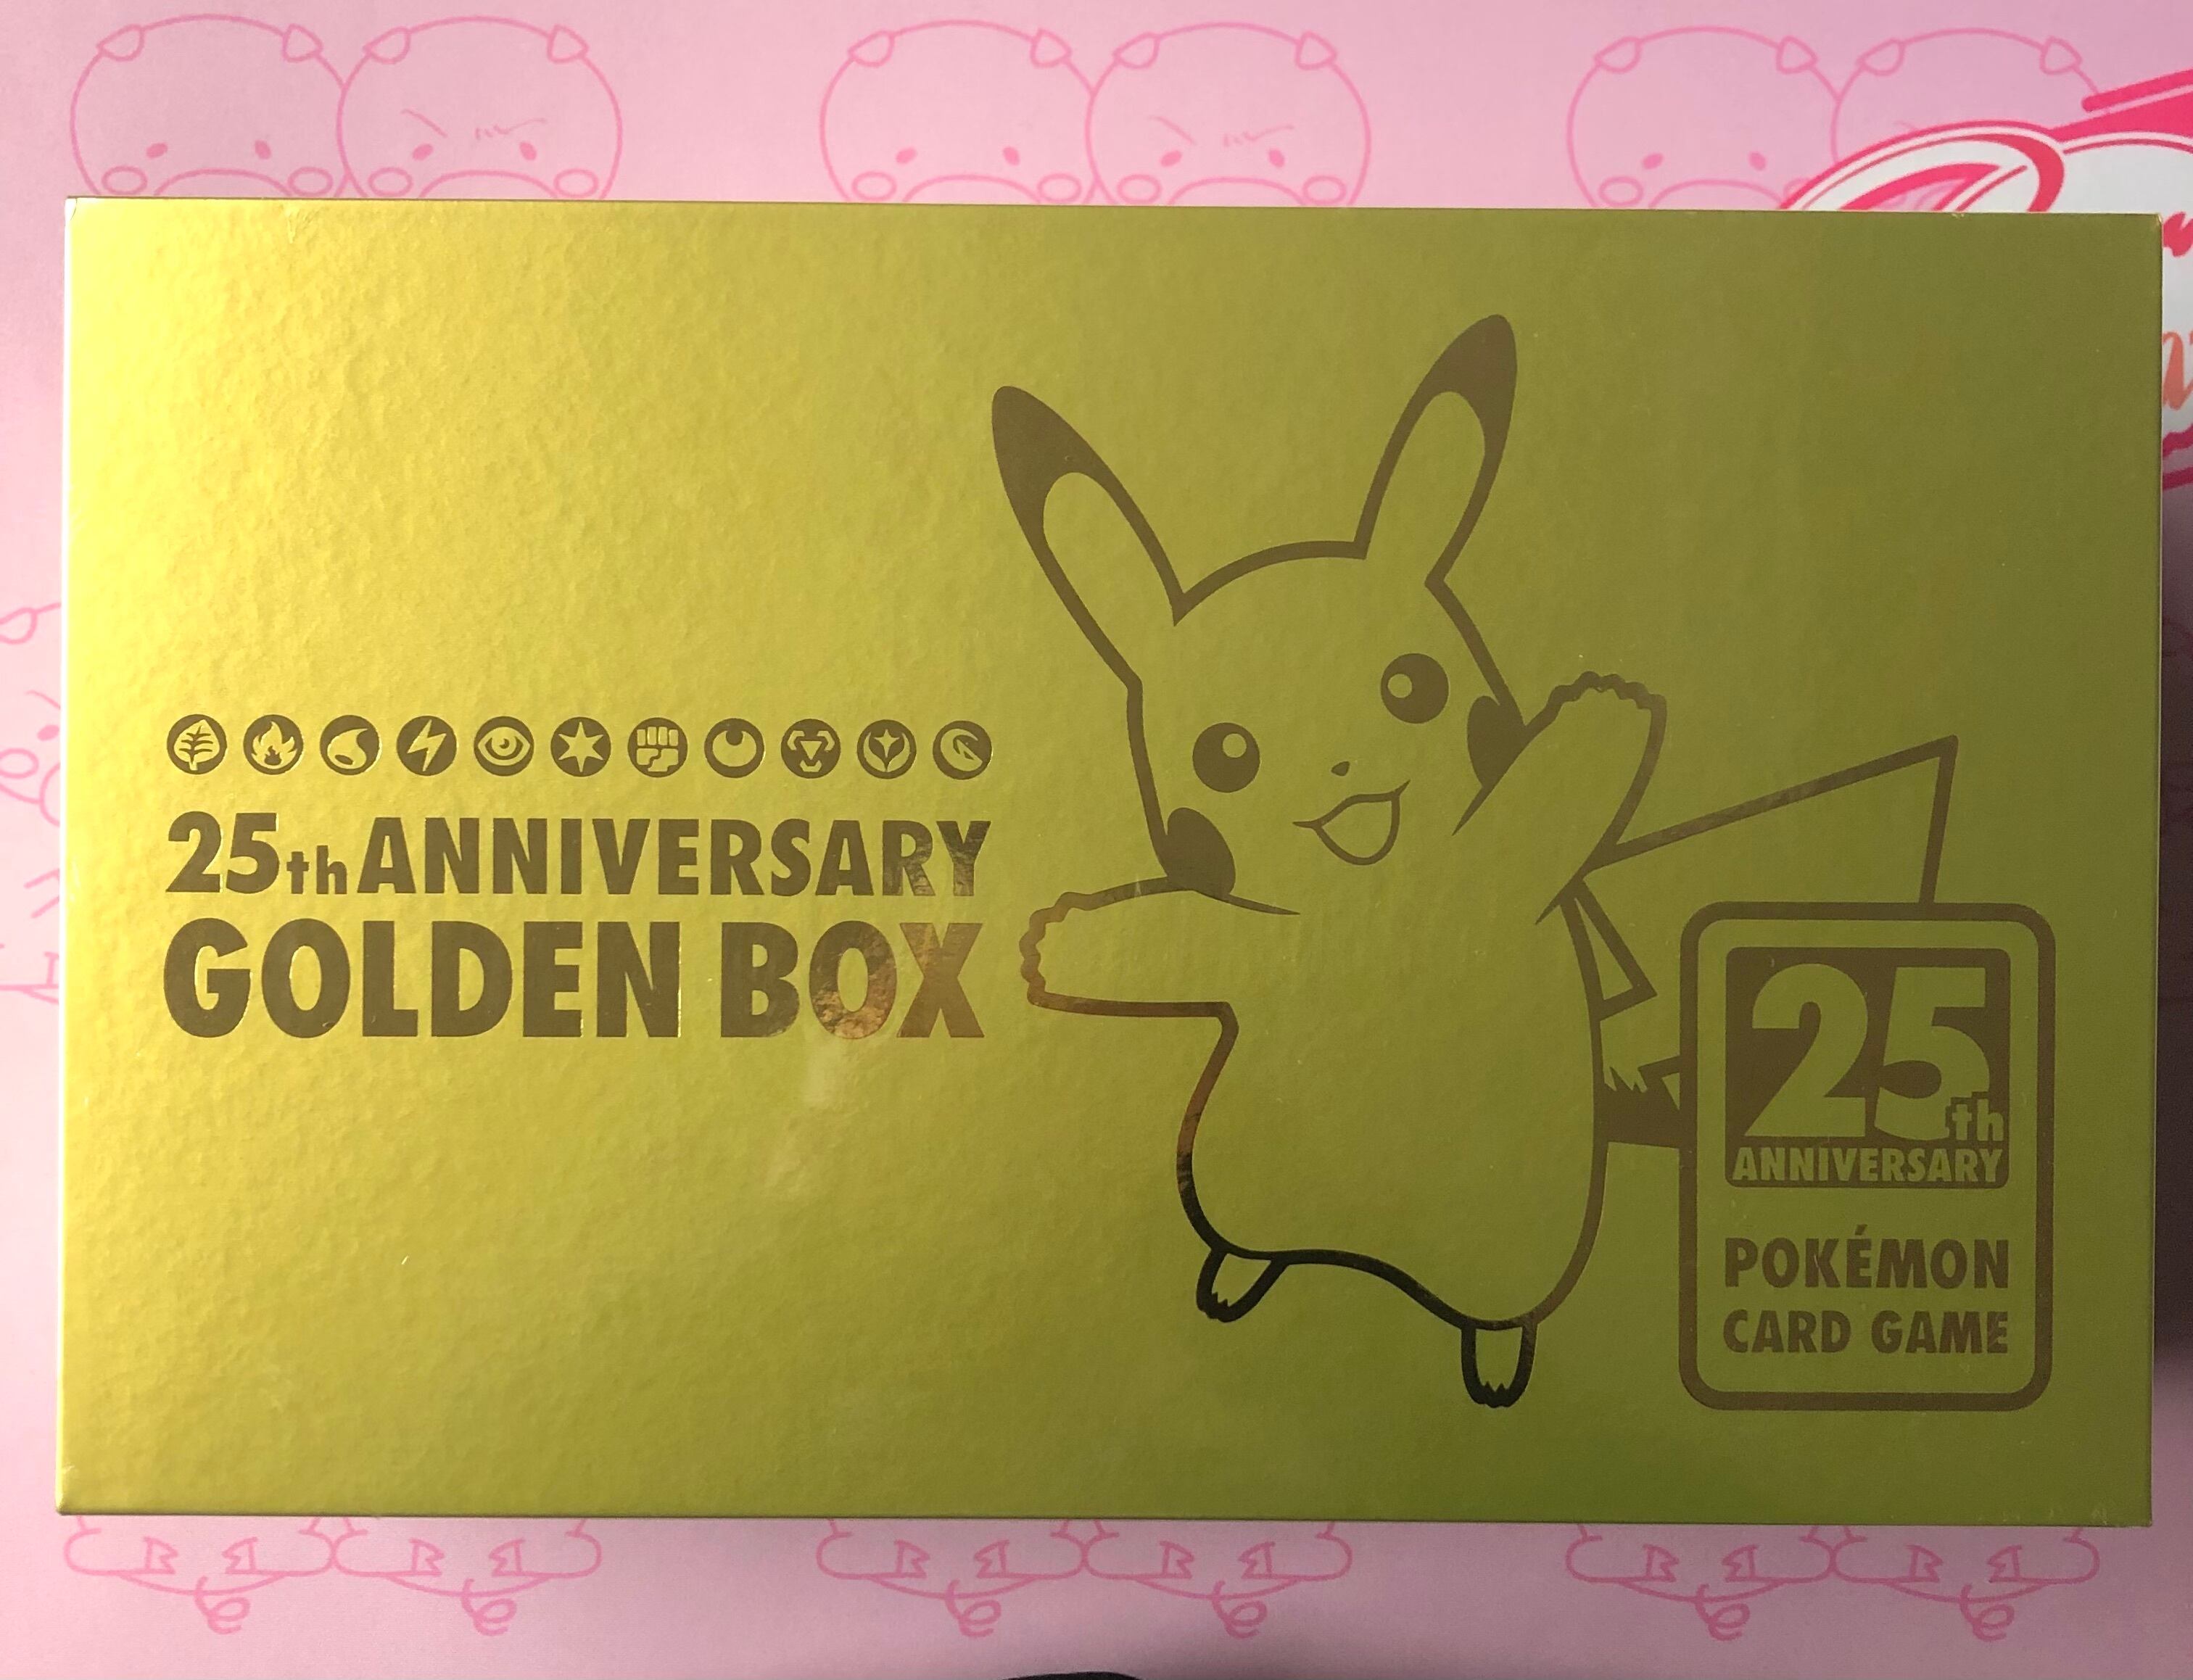 25th ANNIVERSARY
GOLDEN BOX
25th
ANNIVERSARY
POKÉMON
CARD GAME